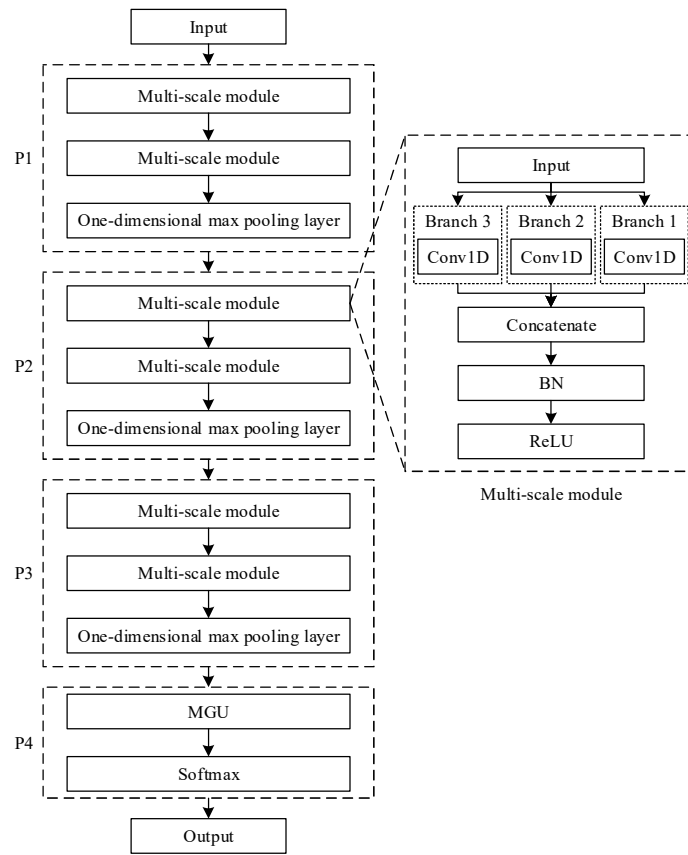 Input
P1
Multi-scale module
Multi-scale module
One-dimensional max pooling layer
P2
Multi-scale module
Multi-scale module
One-dimensional max pooling layer
P3
Multi-scale module
Multi-scale module
One-dimensional max pooling layer
P4
MGU
Softmax
Output
Input
Branch 3 Branch 2 Branch 1
Conv1D Conv1D Conv1D
Concatenate
BN
ReLU
Multi-scale module